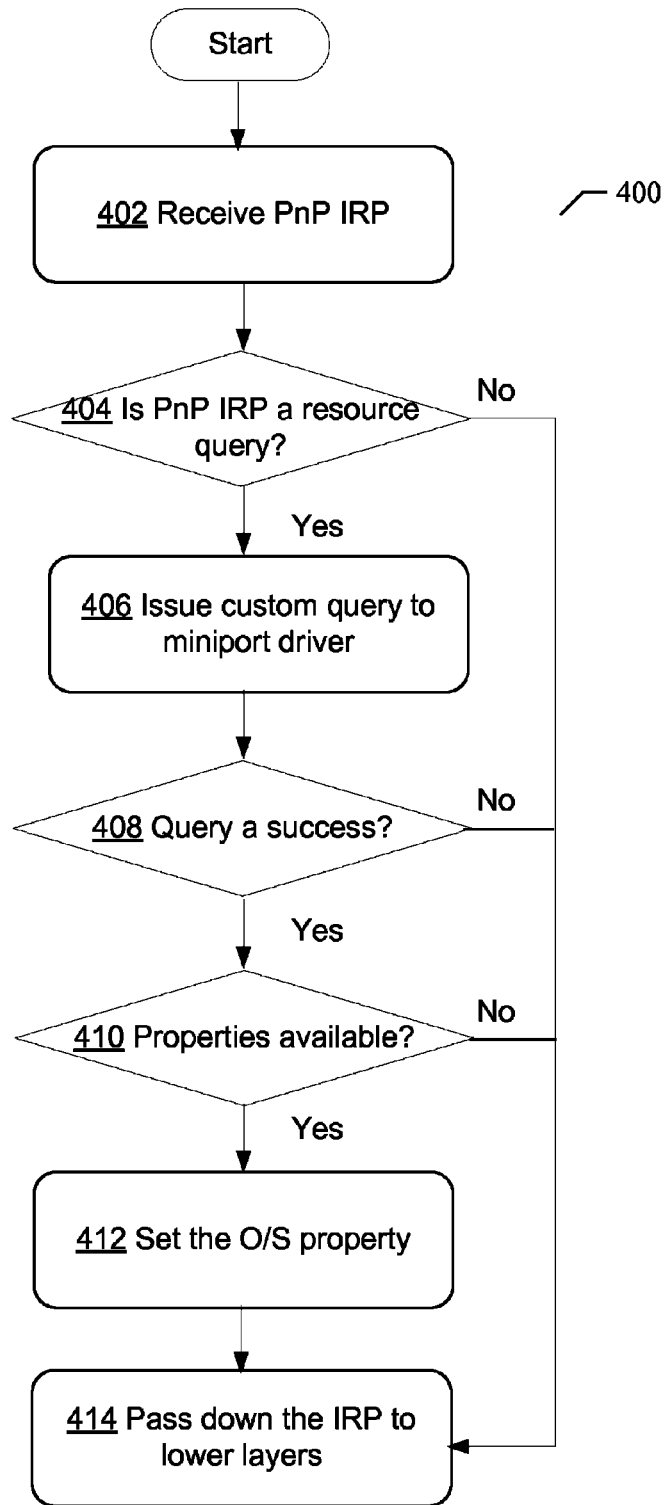 Start
402 Receive PnP IRP
400
404 Is PnP IRP a resource
query?
No
Yes
406 Issue custom query to
miniport driver
408 Query a success?
No
Yes
410 Properties available?
No
Yes
412 Set the O/S property
414 Pass down the IRP to
lower layers